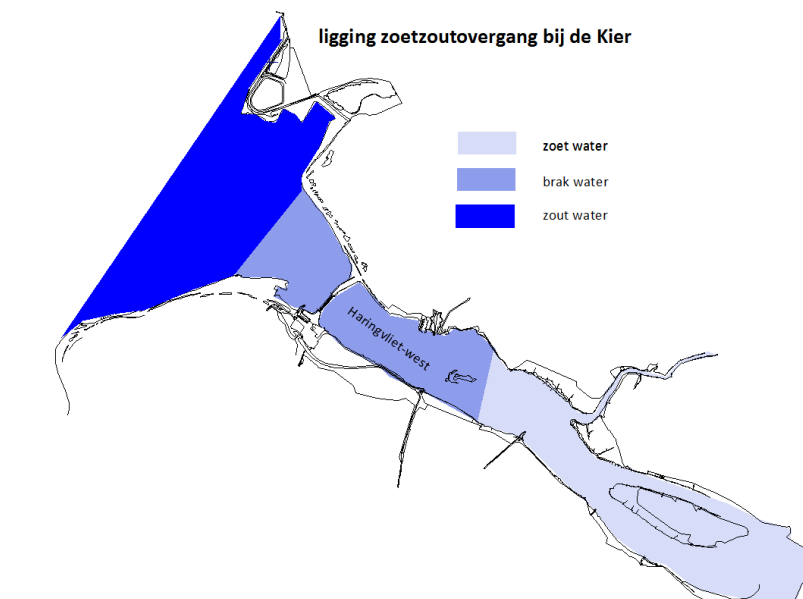 ligging zoetzoutovergang bij de Kier
zoet water
brak water
zout water
Haringvliet-west